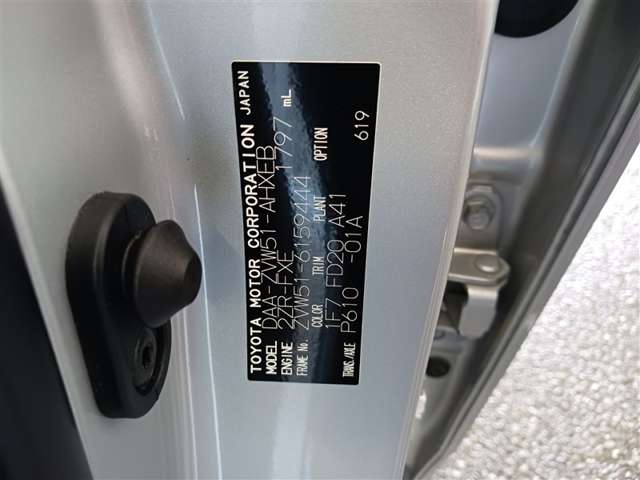 TOYOTA MOTOR CORPORATION JAPAN
MODEL DAA-ZVW51-AHXEB
ENGINE 2ZR-FXE 1797 mL
FRAME No. ZVW51-6159444
COLOR TRIM PLANT OPTION
1F7 FD20 A41
TRANS./AXLE P610 -01A 619